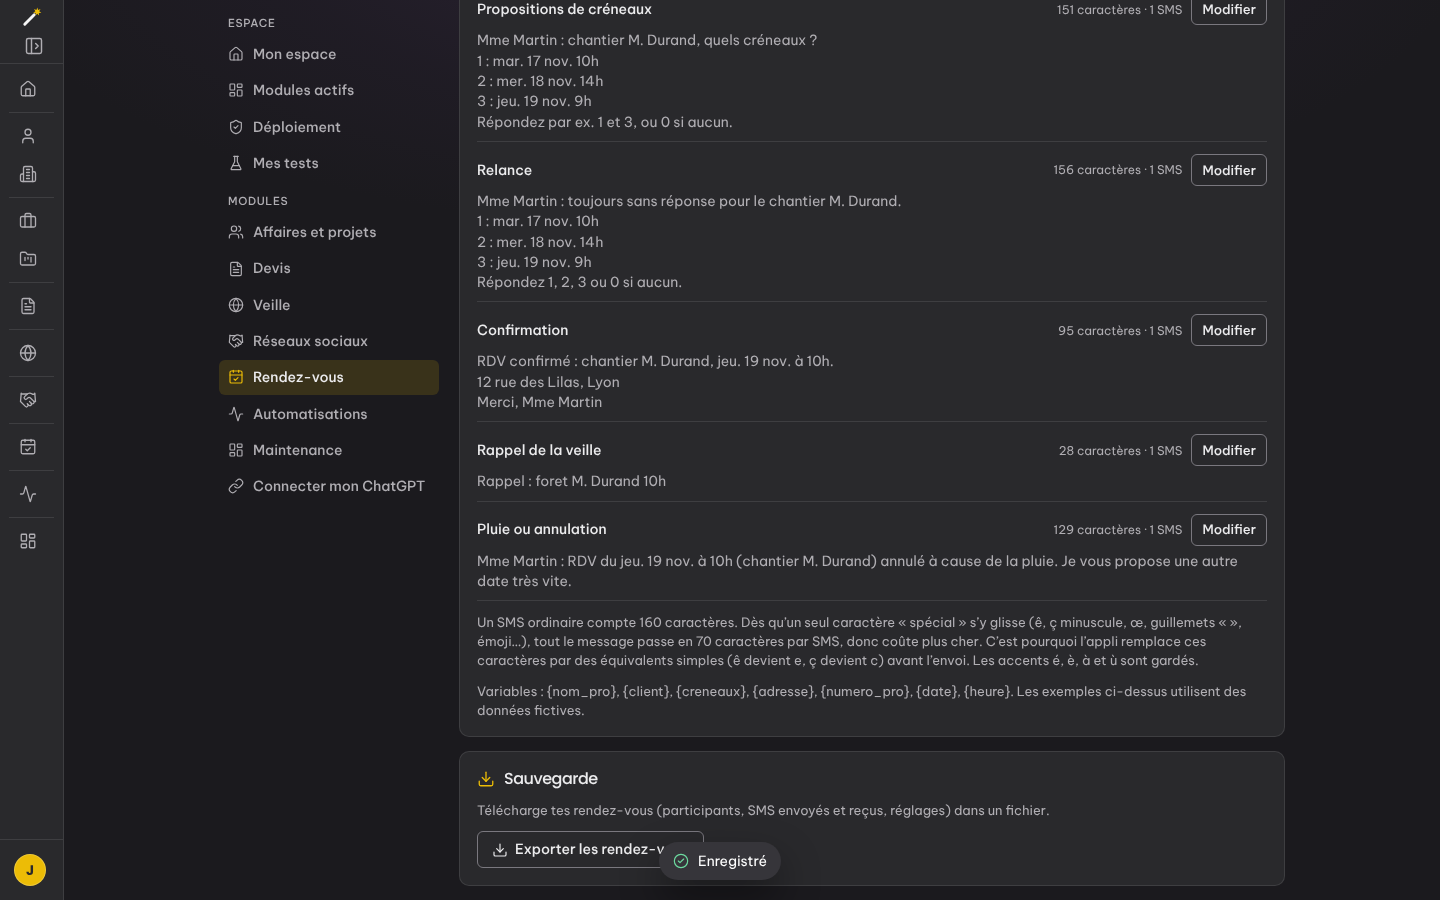 ESPACE
Mon espace
Modules actifs
Déploiement
Mes tests
MODULES
Affaires et projets
Devis
Veille
Réseaux sociaux
Rendez-vous
Automatisations
Maintenance
Connecter mon ChatGPT
J
Propositions de créneaux
151 caractères · 1 SMS
Modifier
Mme Martin : chantier M. Durand, quels créneaux ?
1 : mar. 17 nov. 10h
2 : mer. 18 nov. 14h
3 : jeu. 19 nov. 9h
Répondez par ex. 1 et 3, ou 0 si aucun.
Relance
156 caractères · 1 SMS
Modifier
Mme Martin : toujours sans réponse pour le chantier M. Durand.
1 : mar. 17 nov. 10h
2 : mer. 18 nov. 14h
3 : jeu. 19 nov. 9h
Répondez 1, 2, 3 ou 0 si aucun.
Confirmation
95 caractères · 1 SMS
Modifier
RDV confirmé : chantier M. Durand, jeu. 19 nov. à 10h.
12 rue des Lilas, Lyon
Merci, Mme Martin
Rappel de la veille
28 caractères · 1 SMS
Modifier
Rappel : foret M. Durand 10h
Pluie ou annulation
129 caractères · 1 SMS
Modifier
Mme Martin : RDV du jeu. 19 nov. à 10h (chantier M. Durand) annulé à cause de la pluie. Je vous propose une autre
date très vite.
Un SMS ordinaire compte 160 caractères. Dès qu’un seul caractère « spécial » s’y glisse (ê, ç minuscule, œ, guillemets « »,
émoji…), tout le message passe en 70 caractères par SMS, donc coûte plus cher. C’est pourquoi l’appli remplace ces
caractères par des équivalents simples (ê devient e, ç devient c) avant l’envoi. Les accents é, è, à et ù sont gardés.
Variables : {nom_pro}, {client}, {creneaux}, {adresse}, {numero_pro}, {date}, {heure}. Les exemples ci-dessus utilisent des
données fictives.
Sauvegarde
Télécharge tes rendez-vous (participants, SMS envoyés et reçus, réglages) dans un fichier.
Exporter les rendez-v
Enregistré